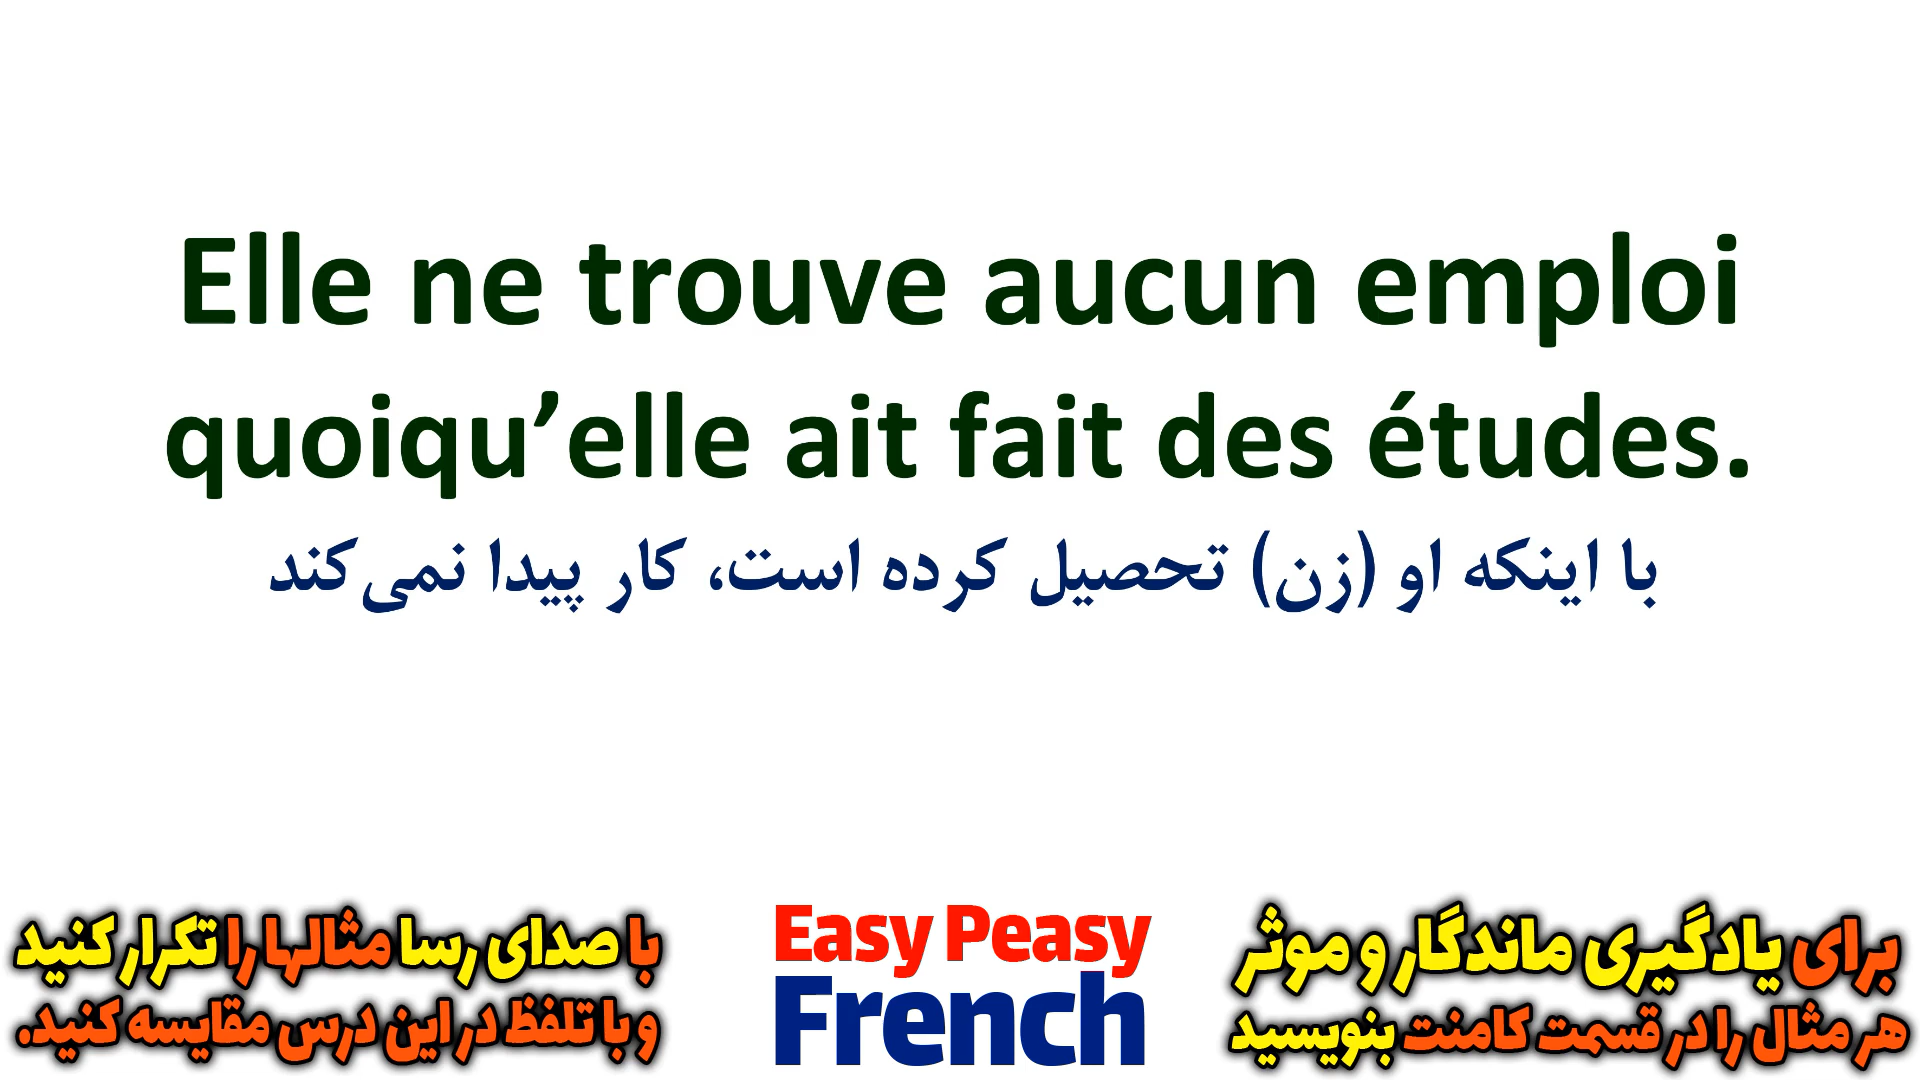 Elle ne trouve aucun emploi
quoiqu’elle ait fait des études.
با اینکه او (زن) تحصیل کرده است، کار پیدا نمی‌کند
برای یادگیری ماندگار و موثر
هر مثال را در قسمت کامنت بنویسید
Easy Peasy
French
با صدای رسا مثالها را تکرار کنید
و با تلفظ در این درس مقایسه کنید.